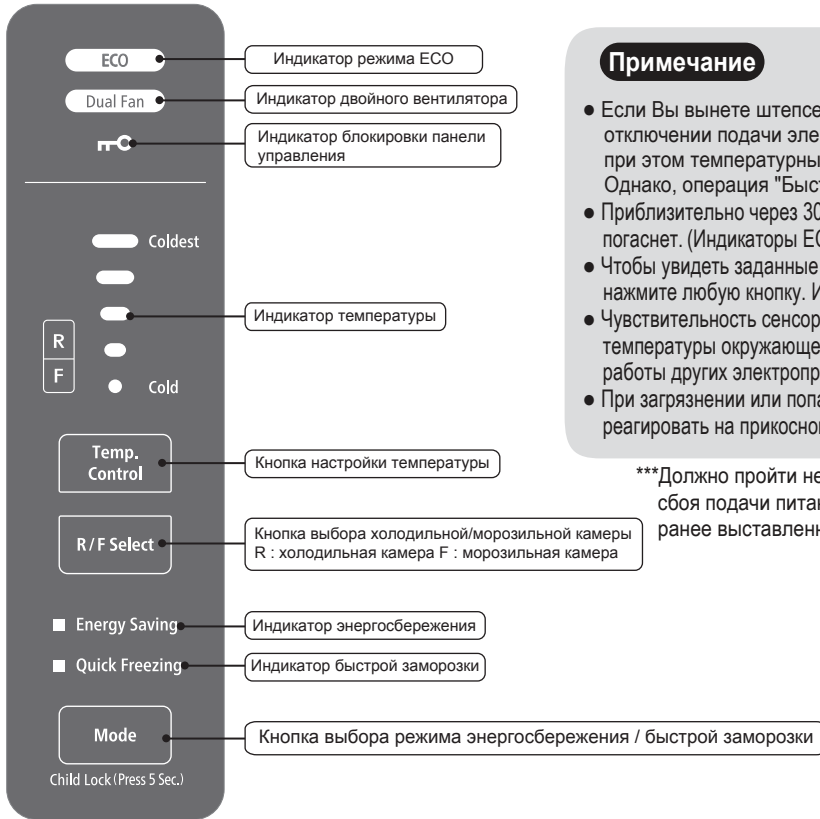 ECO
Индикатор режима ECO
Dual Fan
Индикатор двойного вентилятора
Индикатор блокировки панели
управления
Coldest
Индикатор температуры
R
F
Cold
Temp.
Control
Кнопка настройки температуры
R/F Select
Кнопка выбора холодильной/морозильной камеры
R : холодильная камера F : морозильная камера
Energy Saving
Индикатор энергосбережения
Quick Freezing
Индикатор быстрой заморозки
Mode
Кнопка выбора режима энергосбережения / быстрой заморозки
Child Lock (Press 5 Sec.)
Примечание
● Если Вы вынете штепсе
отключении подачи эле
при этом температурны
Однако, операция "Быст
● Приблизительно через 30
погаснет. (Индикаторы EC
● Чтобы увидеть заданные
нажмите любую кнопку. И
● Чувствительность сенсор
температуры окружающе
работы других электропр
● При загрязнении или попа
реагировать на прикосно
***Должно пройти не
сбоя подачи питан
ранее выставленн